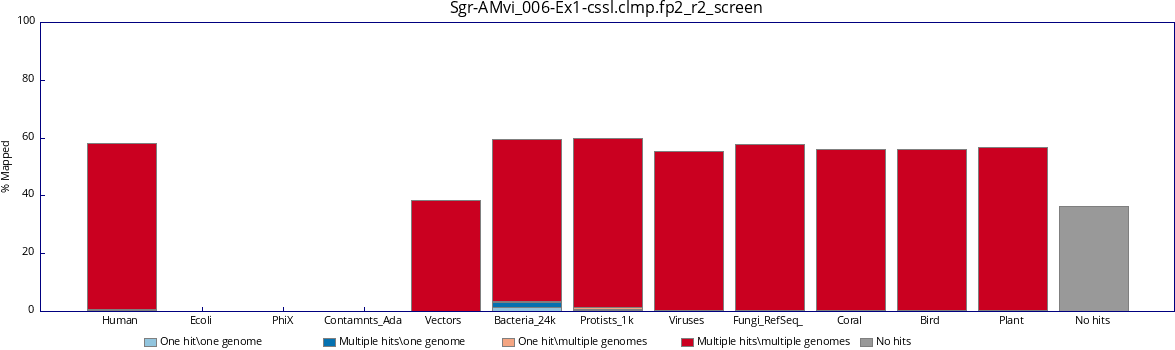 Sgr-AMvi_006-Ex1-cssl.clmp.fp2_r2_screen
100
80
60
40
20
0
% Mapped
Human Ecoli PhiX Contamnts_Ada Vectors Bacteria_24k Protists_1k Viruses Fungi_RefSeq_ Coral Bird Plant No hits
One hit\one genome Multiple hits\one genome One hit\multiple genomes Multiple hits\multiple genomes No hits